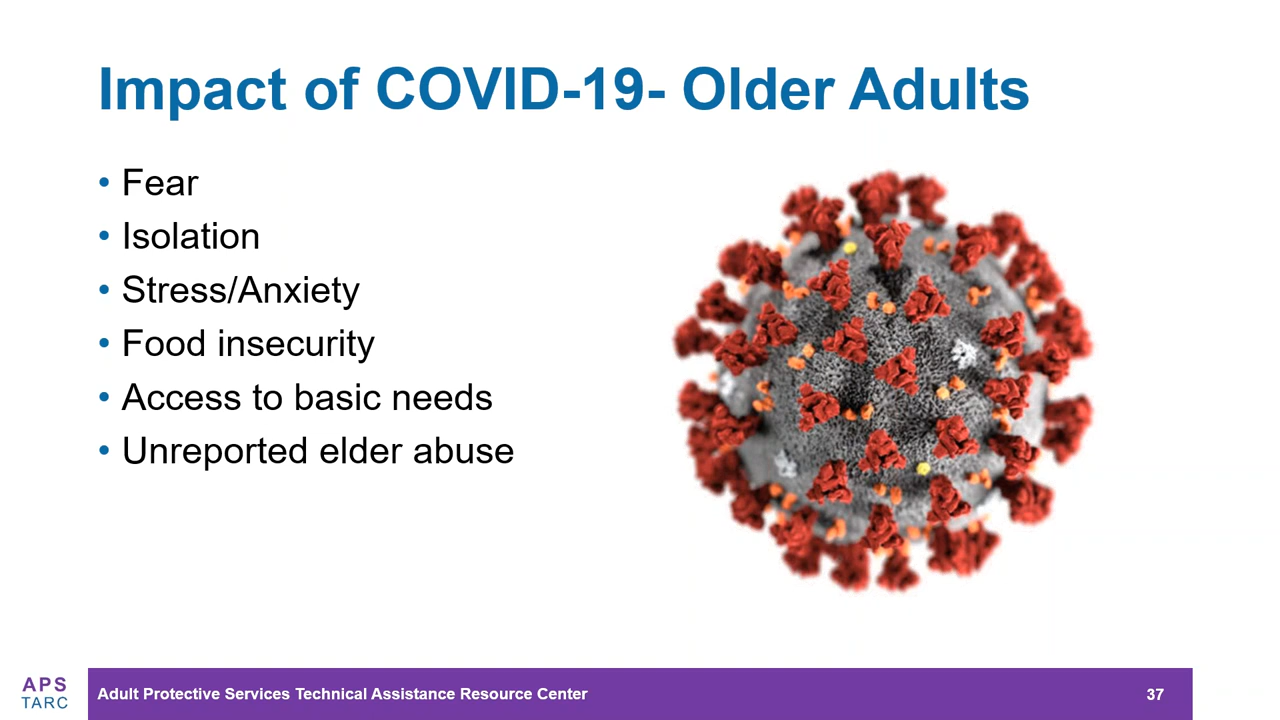 Impact of COVID-19- Older Adults
• Fear
• Isolation
• Stress/Anxiety
• Food insecurity
• Access to basic needs
• Unreported elder abuse
APS
TARC
Adult Protective Services Technical Assistance Resource Center
37